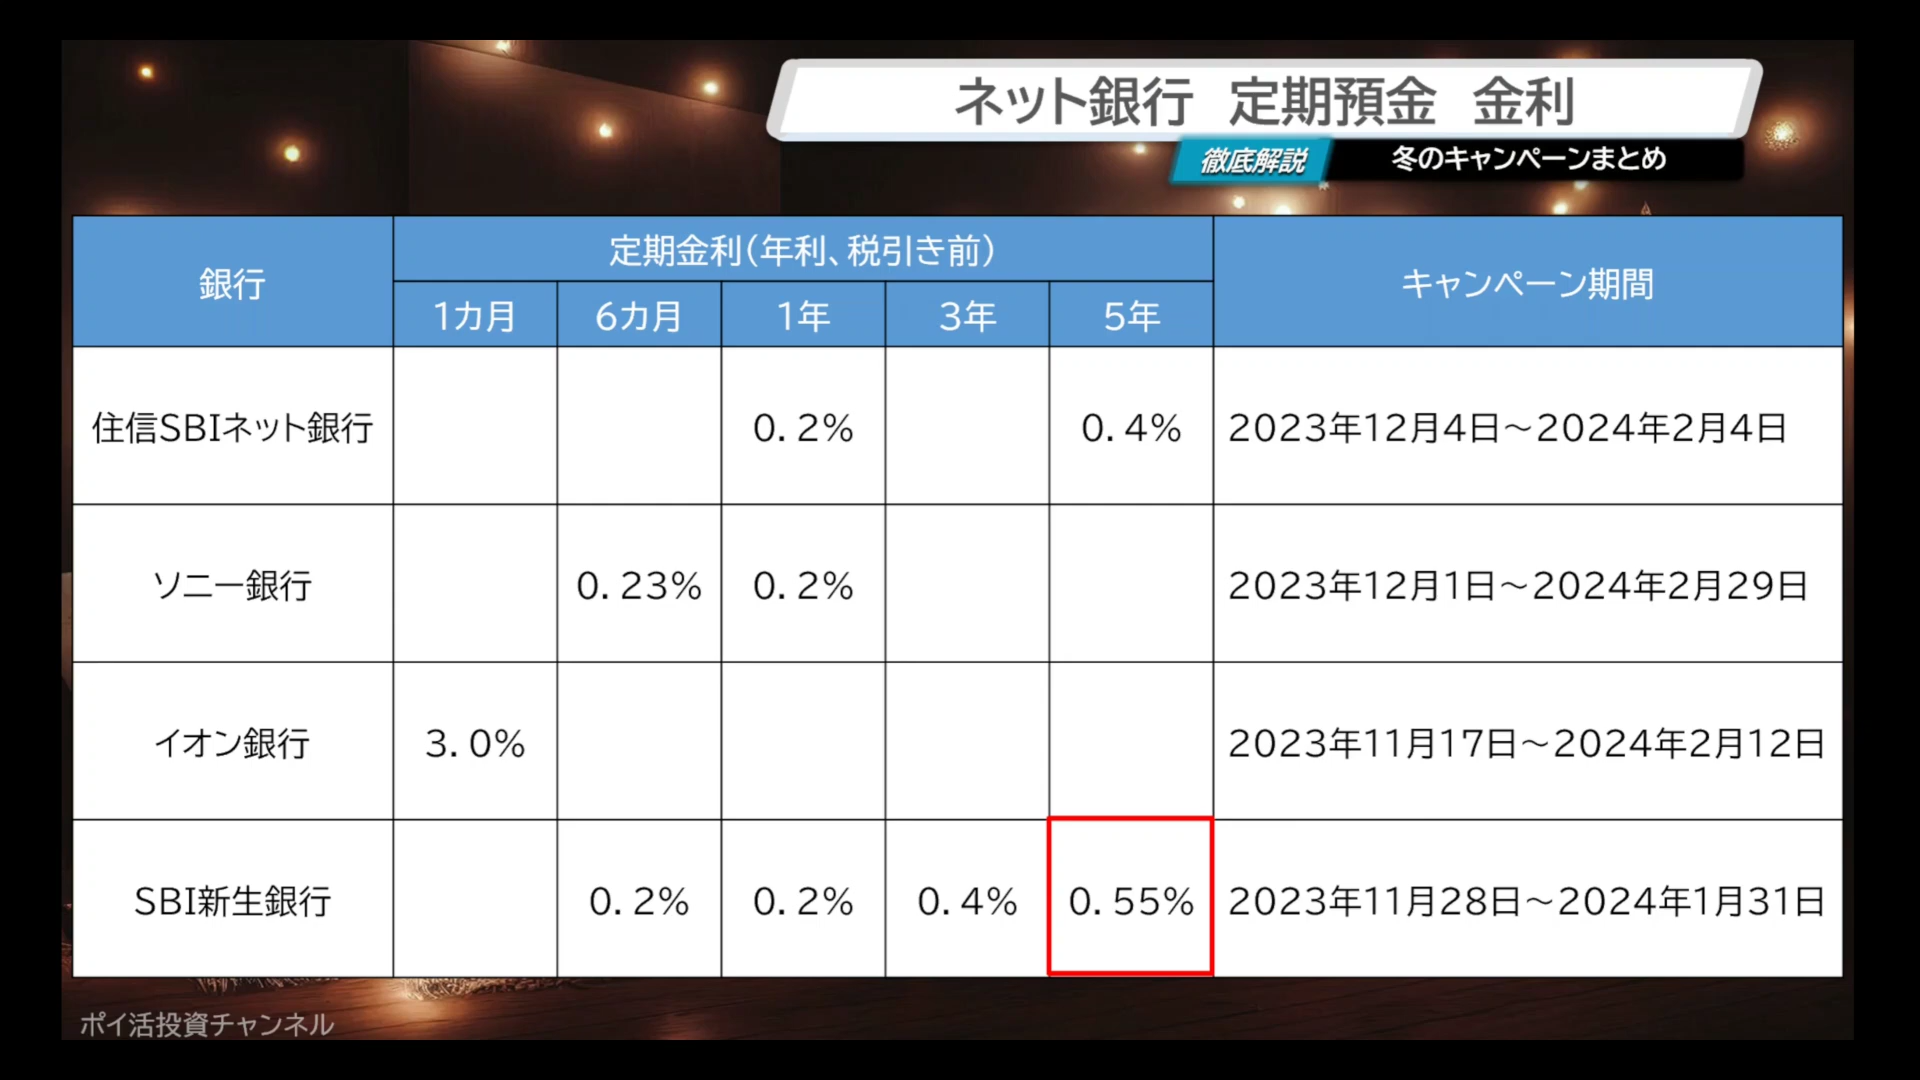 ネット銀行 定期預金 金利
徹底解説 冬のキャンペーンまとめ
銀行 定期金利(年利、税引き前) キャンペーン期間
1カ月 6カ月 1年 3年 5年
住信SBIネット銀行 0.2% 0.4% 2023年12月4日~2024年2月4日
ソニー銀行 0.23% 0.2% 2023年12月1日~2024年2月29日
イオン銀行 3.0% 2023年11月17日~2024年2月12日
SBI新生銀行 0.2% 0.2% 0.4% 0.55% 2023年11月28日~2024年1月31日
ポイ活投資チャンネル